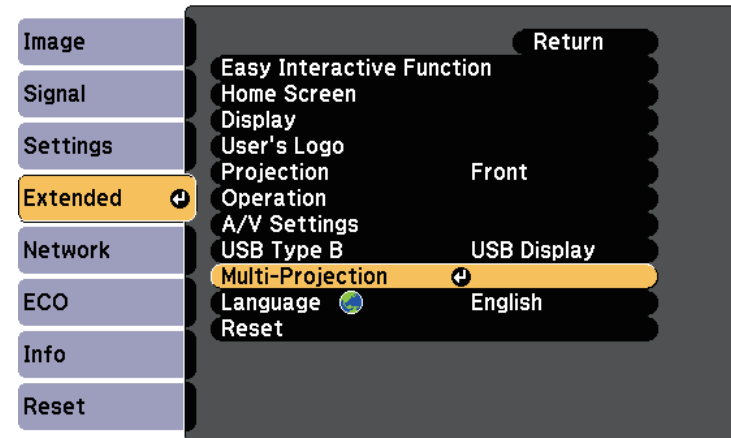 Image
Signal
Settings
Extended
Network
ECO
Info
Reset
Return
Easy Interactive Function
Home Screen
Display
User's Logo
Projection Front
Operation
A/V Settings
USB Type B USB Display
Multi-Projection
Language English
Reset